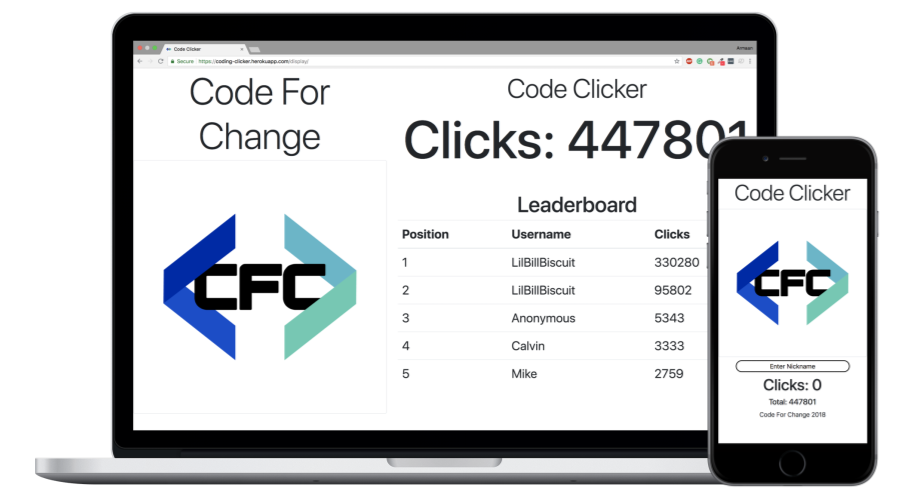 Code Clicker
Armaan
Secure https://coding-clicker.herokuapp.com/display/
Code For
Change
CFC
Code Clicker
Clicks: 447801
Leaderboard
Position Username Clicks
1 LilBillBiscuit 330280
2 LilBillBiscuit 95802
3 Anonymous 5343
4 Calvin 3333
5 Mike 2759
Code Clicker
CFC
Enter Nickname
Clicks: 0
Total: 447801
Code For Change 2018